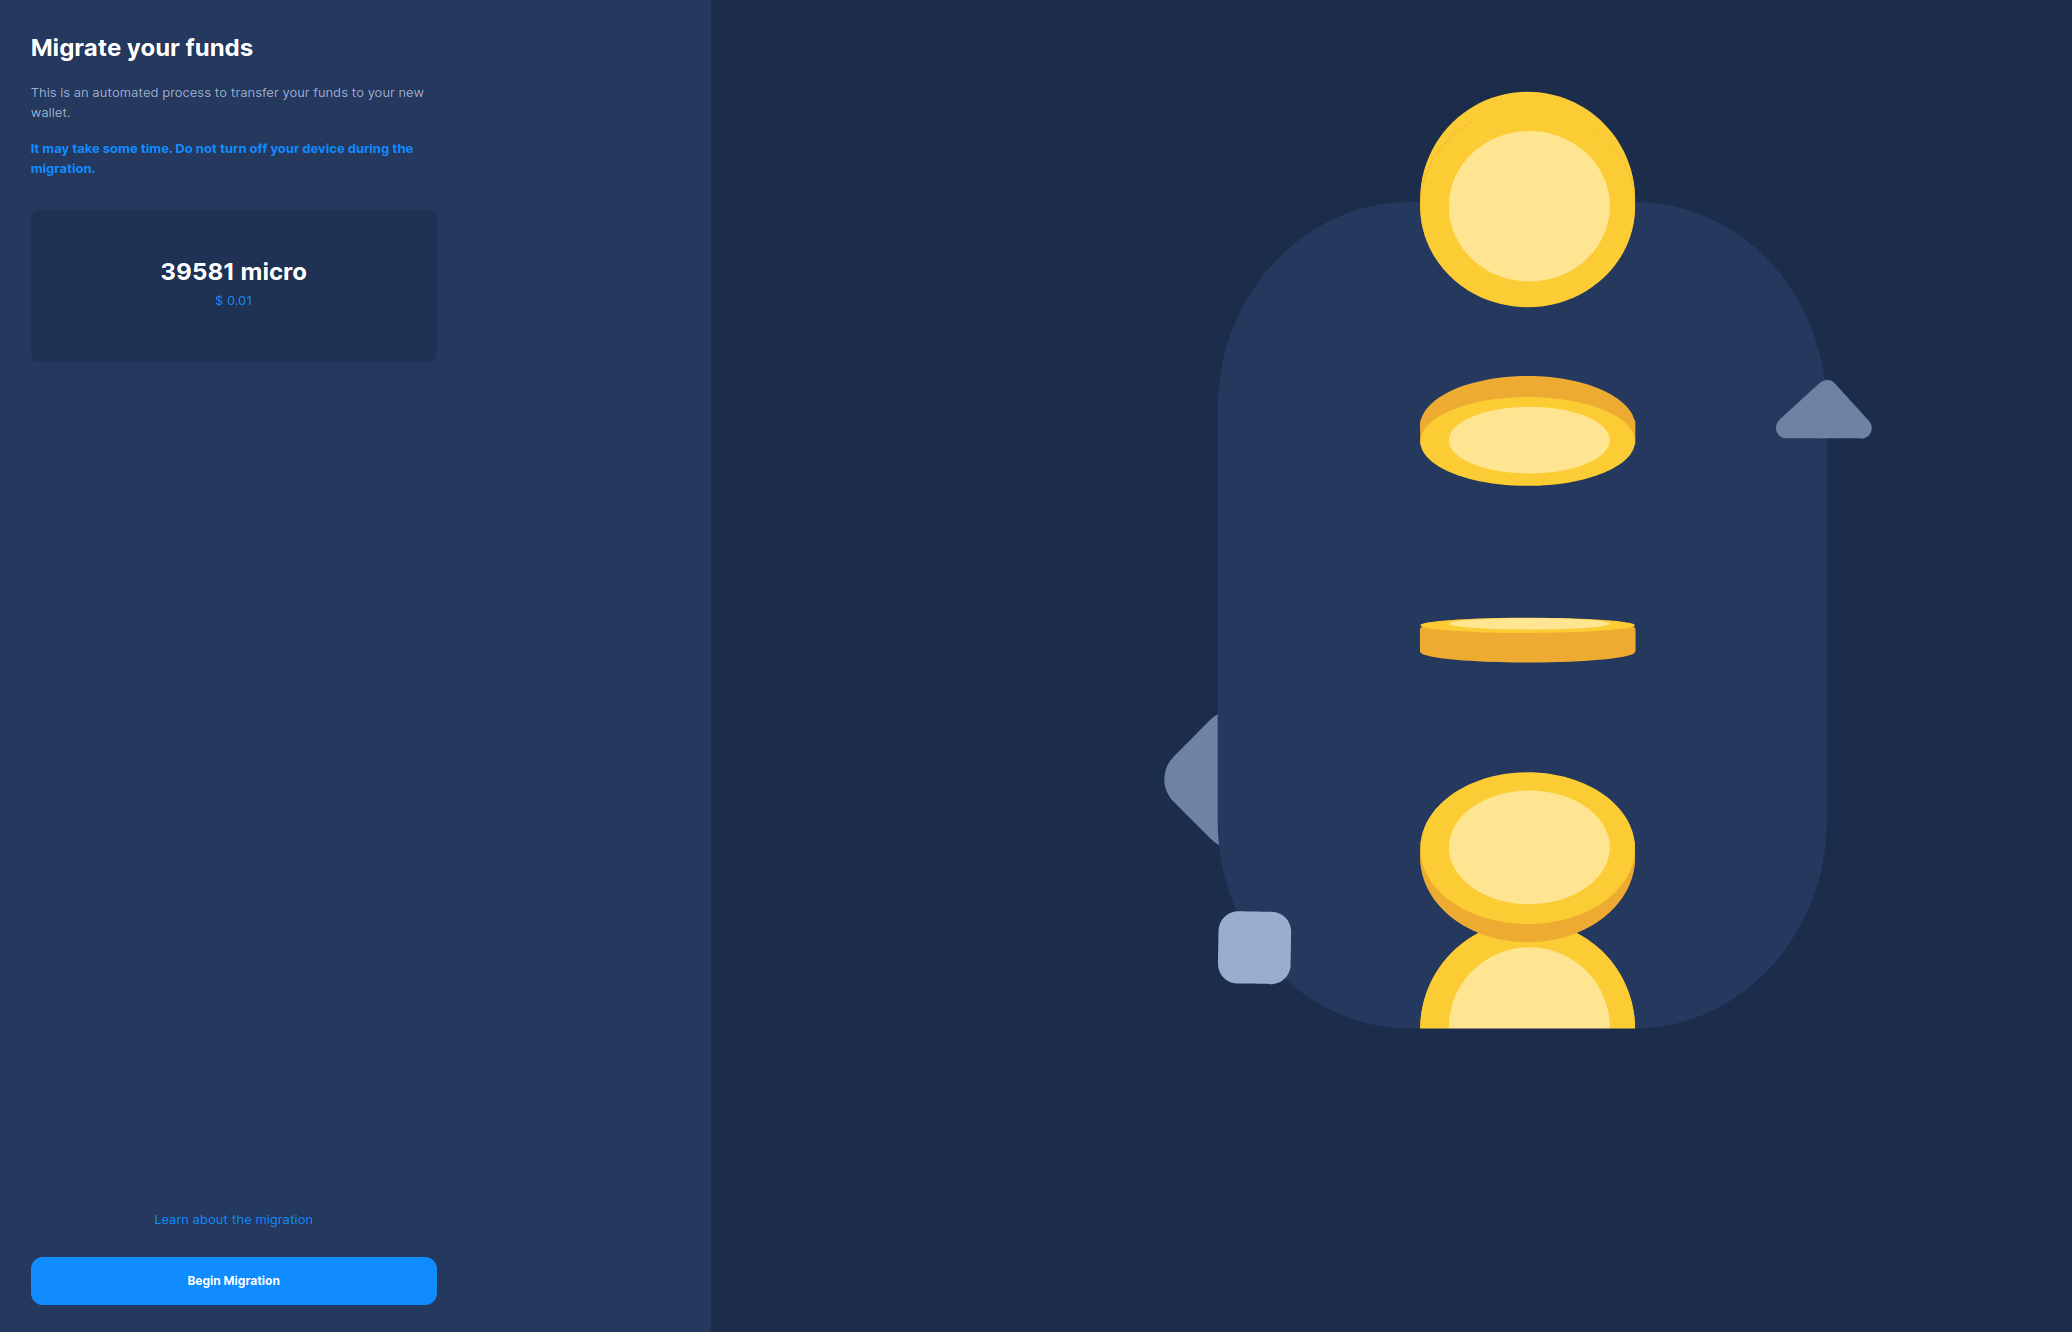 Migrate your funds
This is an automated process to transfer your funds to your new
wallet.
It may take some time. Do not turn off your device during the
migration.
39581 micro
$ 0.01
Learn about the migration
Begin Migration